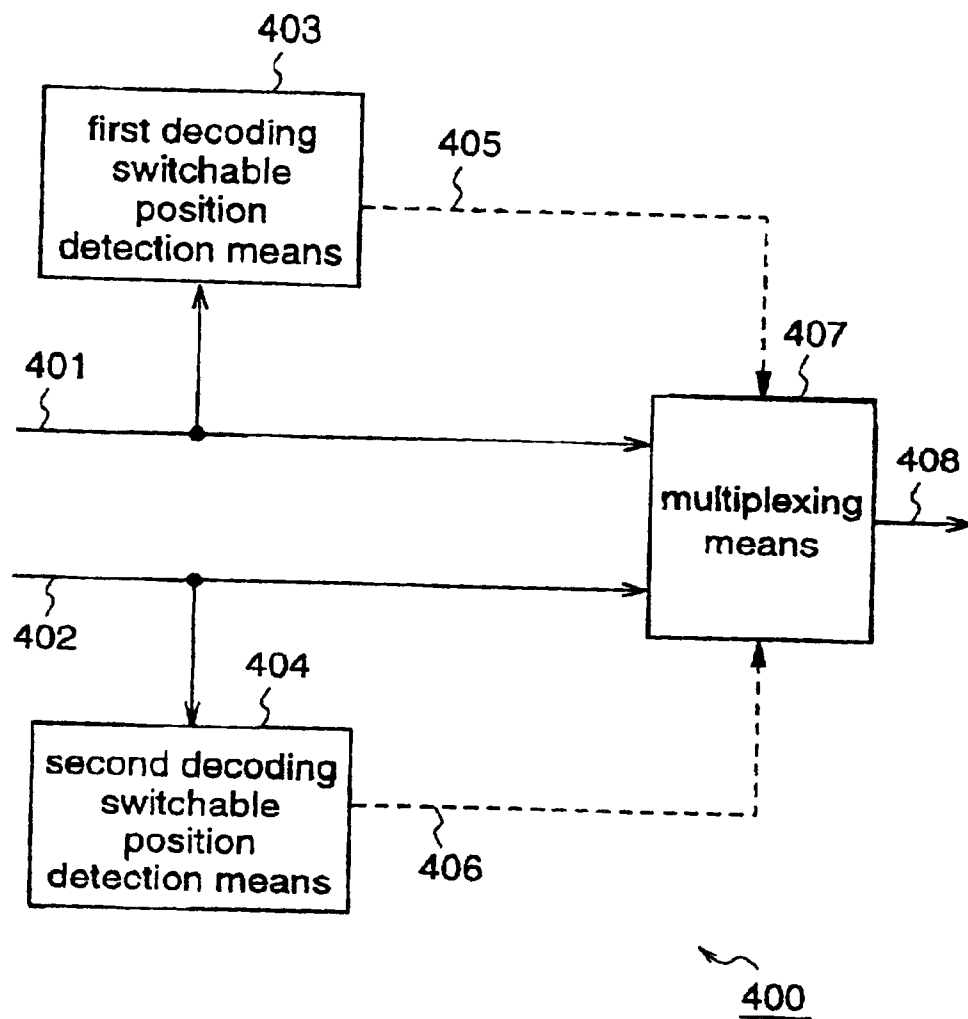 403
first decoding
switchable
position
detection means
405
401
407
408
multiplexing
means
402
404
second decoding
switchable
position
detection means
406
400